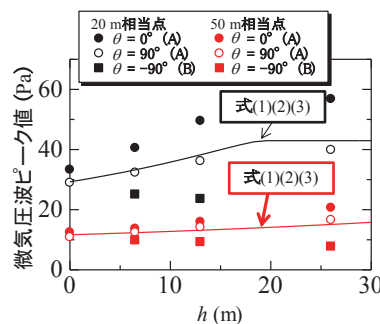 20 m相当点 50 m相当点
● θ = 0° (A) ● θ = 0° (A)
○ θ = 90° (A) ○ θ = 90° (A)
■ θ = −90° (B) ■ θ = −90° (B)
微気圧波ピーク値 (Pa)
60
40
20
0
式(1)(2)(3)
式(1)(2)(3)
0 10 20 30
h (m)